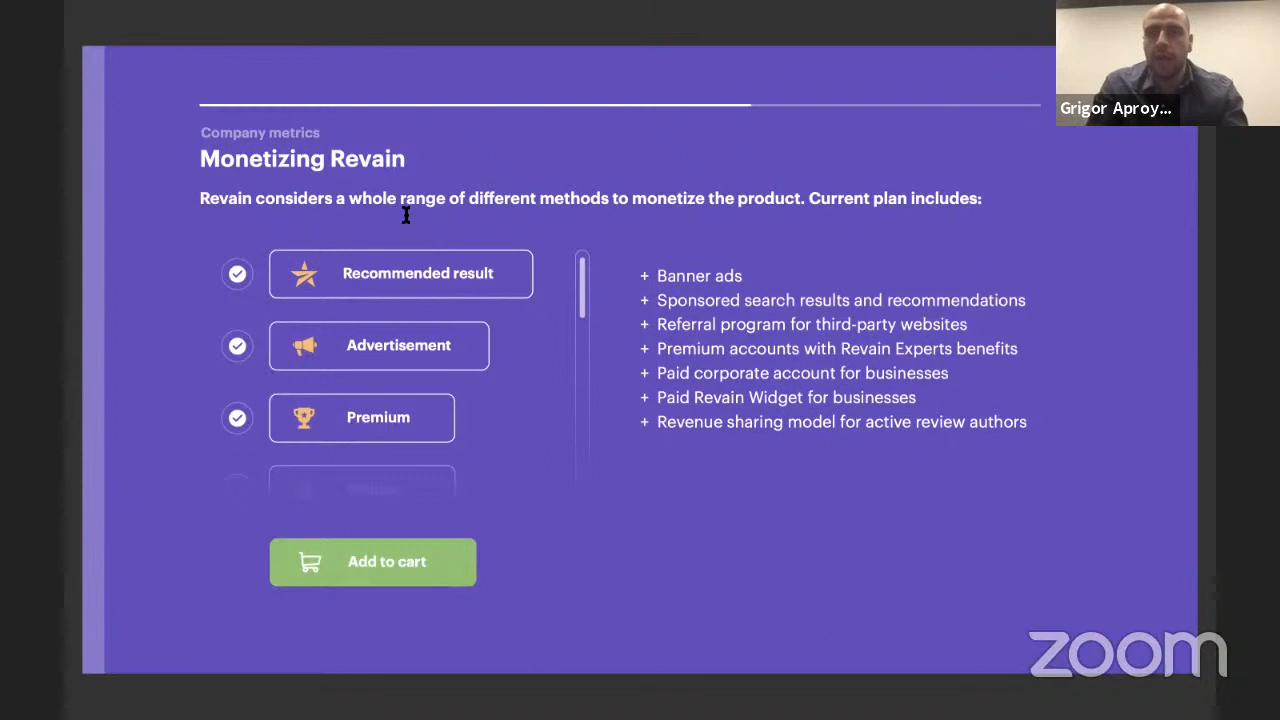 Company metrics
Monetizing Revain
Revain considers a whole range of different methods to monetize the product. Current plan includes:
Recommended result
Advertisement
Premium
Add to cart
+ Banner ads
+ Sponsored search results and recommendations
+ Referral program for third-party websites
+ Premium accounts with Revain Experts benefits
+ Paid corporate account for businesses
+ Paid Revain Widget for businesses
+ Revenue sharing model for active review authors
Grigor Aproy...
zoom